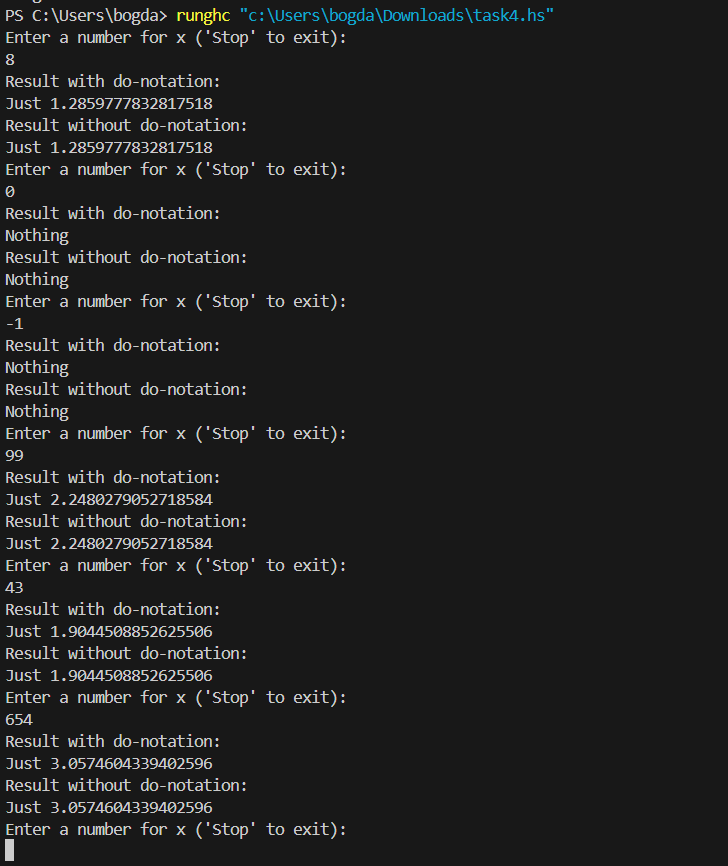 PS C:\Users\bogda> runghc "c:\Users\bogda\Downloads\task4.hs"
Enter a number for x ('Stop' to exit):
8
Result with do-notation:
Just 1.2859777832817518
Result without do-notation:
Just 1.2859777832817518
Enter a number for x ('Stop' to exit):
0
Result with do-notation:
Nothing
Result without do-notation:
Nothing
Enter a number for x ('Stop' to exit):
-1
Result with do-notation:
Nothing
Result without do-notation:
Nothing
Enter a number for x ('Stop' to exit):
99
Result with do-notation:
Just 2.2480279052718584
Result without do-notation:
Just 2.2480279052718584
Enter a number for x ('Stop' to exit):
43
Result with do-notation:
Just 1.9044508852625506
Result without do-notation:
Just 1.9044508852625506
Enter a number for x ('Stop' to exit):
654
Result with do-notation:
Just 3.0574604339402596
Result without do-notation:
Just 3.0574604339402596
Enter a number for x ('Stop' to exit):